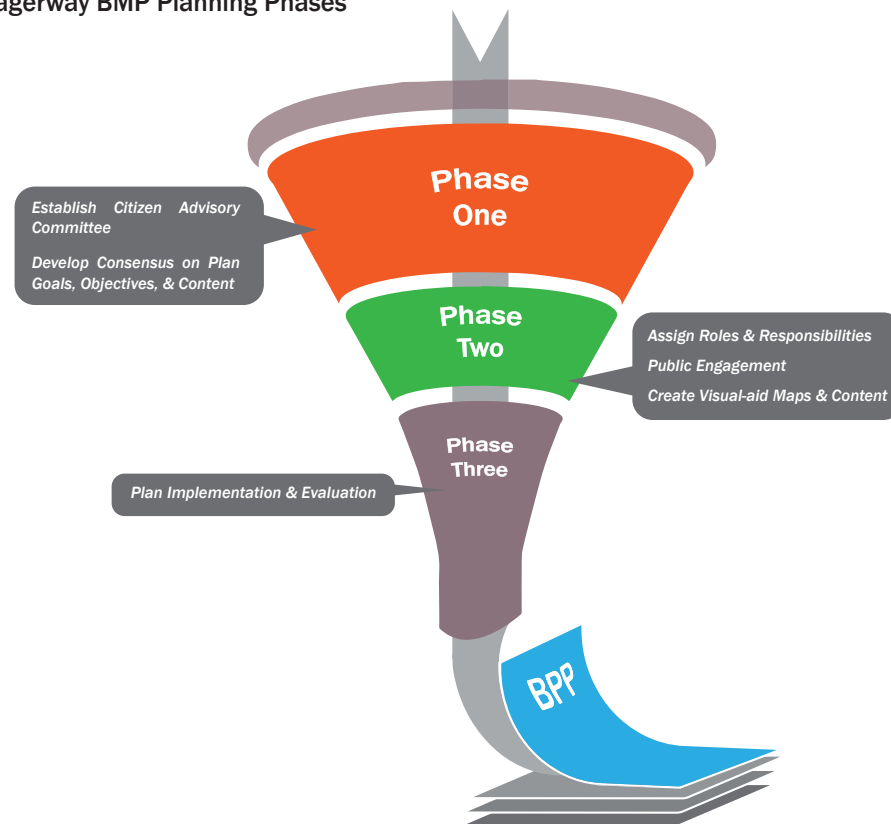 agerway BMP Planning Phases
Phase
One
Establish Citizen Advisory
Committee
Develop Consensus on Plan
Goals, Objectives, & Content
Phase
Two
Assign Roles & Responsibilities
Public Engagement
Create Visual-aid Maps & Content
Phase
Three
Plan Implementation & Evaluation
BPP